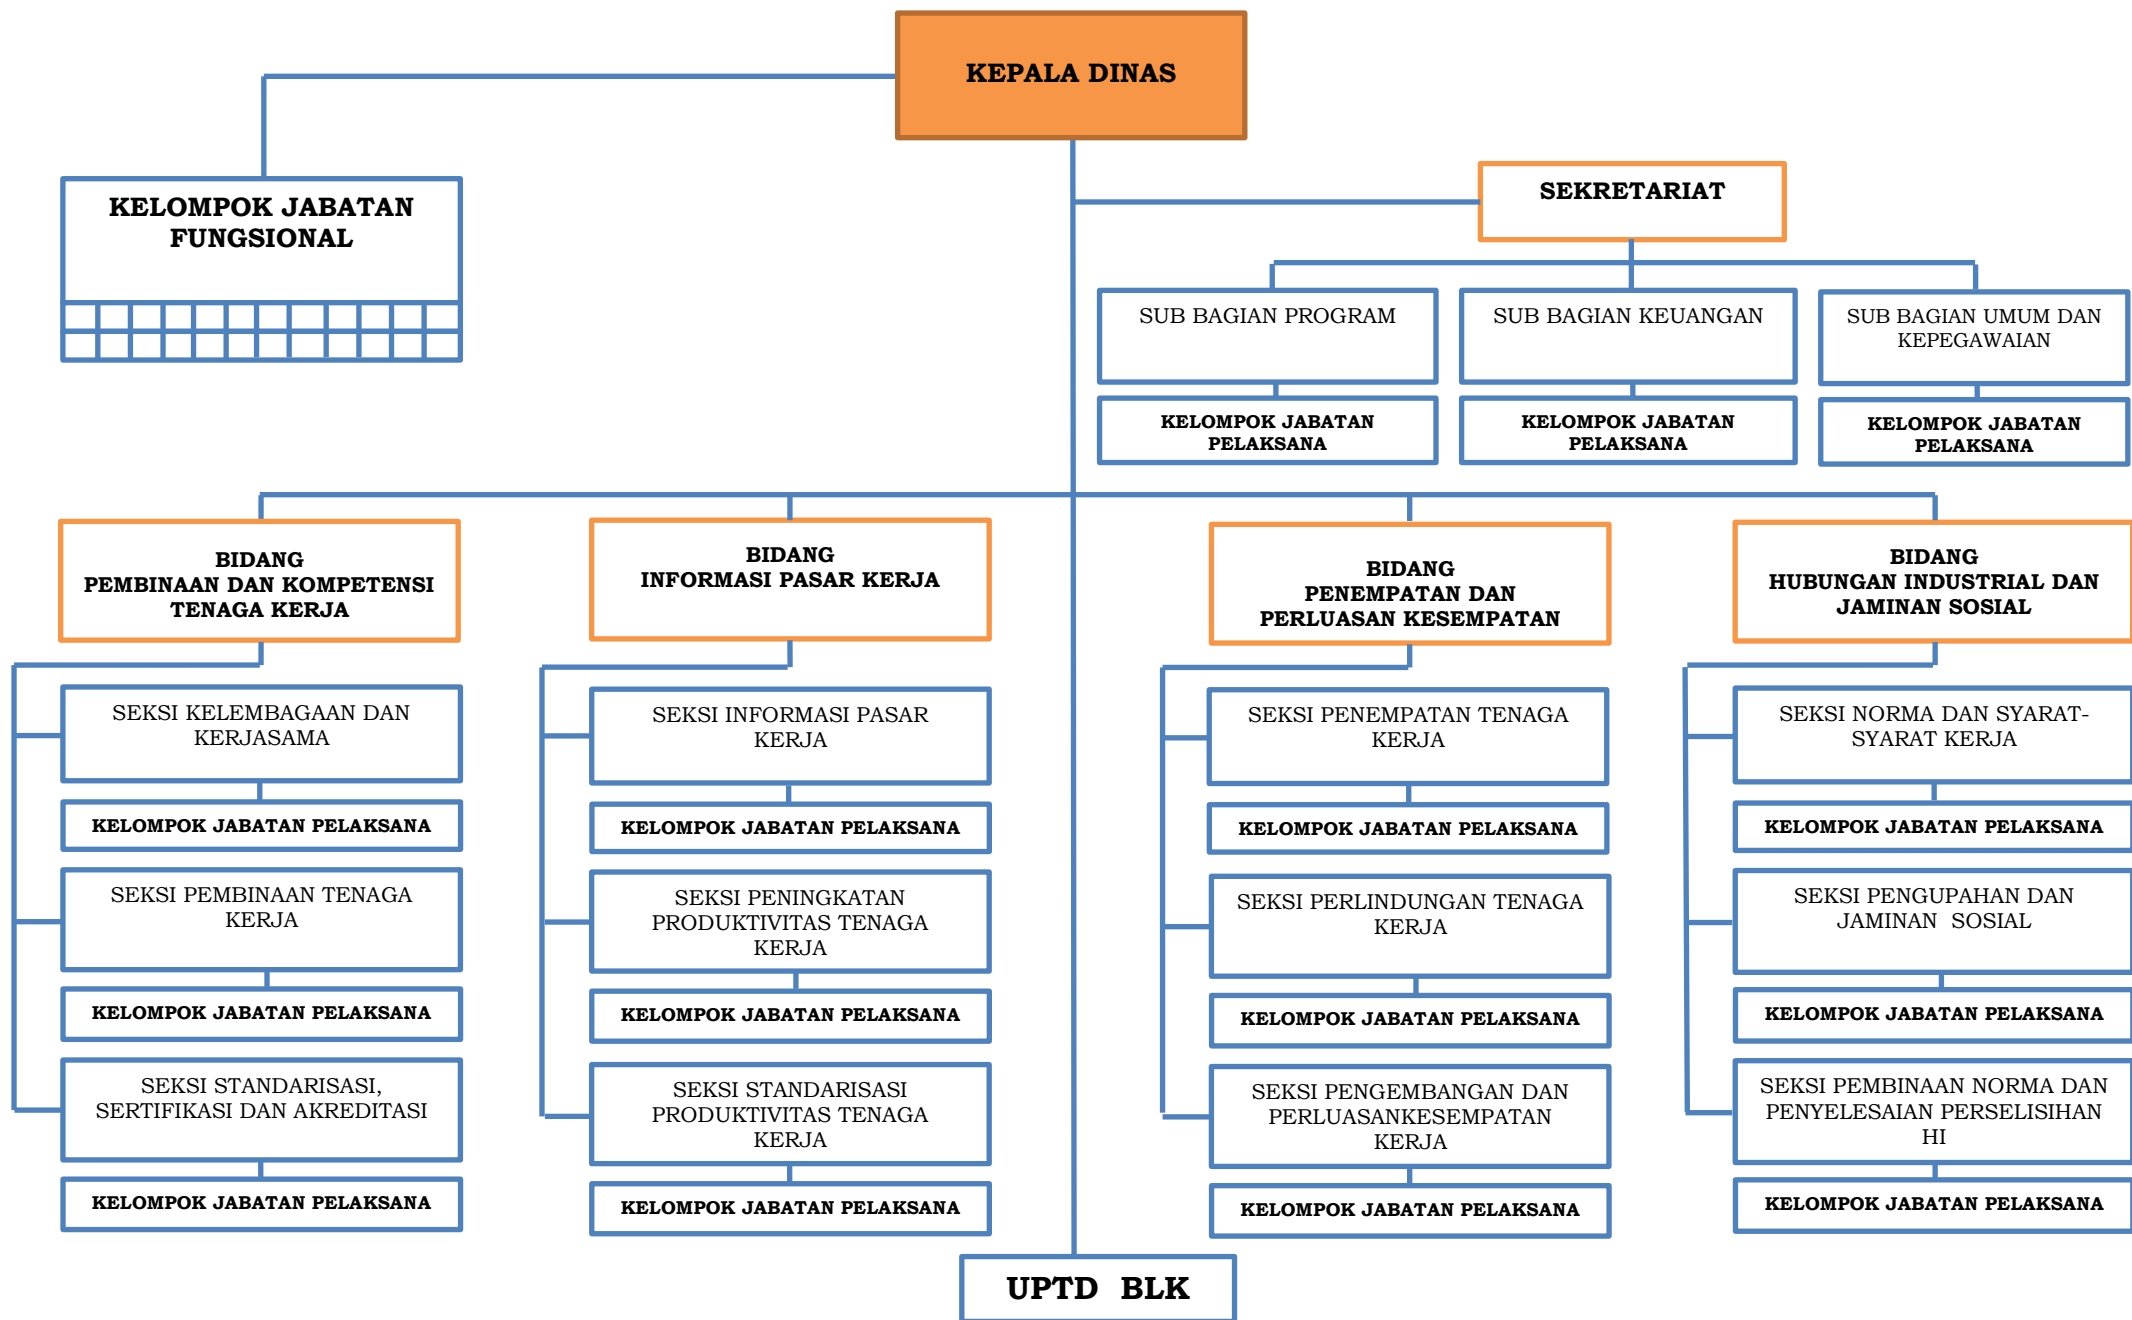 KEPALA DINAS
KELOMPOK JABATAN
FUNGSIONAL
SEKRETARIAT
SUB BAGIAN PROGRAM
SUB BAGIAN KEUANGAN
SUB BAGIAN UMUM DAN
KEPEGAWAIAN
KELOMPOK JABATAN
PELAKSANA
KELOMPOK JABATAN
PELAKSANA
KELOMPOK JABATAN
PELAKSANA
BIDANG
PEMBINAAN DAN KOMPETENSI
TENAGA KERJA
SEKSI KELEMBAGAAN DAN
KERJASAMA
KELOMPOK JABATAN PELAKSANA
SEKSI PEMBINAAN TENAGA
KERJA
KELOMPOK JABATAN PELAKSANA
SEKSI STANDARISASI,
SERTIFIKASI DAN AKREDITASI
KELOMPOK JABATAN PELAKSANA
BIDANG
INFORMASI PASAR KERJA
SEKSI INFORMASI PASAR
KERJA
KELOMPOK JABATAN PELAKSANA
SEKSI PENINGKATAN
PRODUKTIVITAS TENAGA
KERJA
KELOMPOK JABATAN PELAKSANA
SEKSI STANDARISASI
PRODUKTIVITAS TENAGA
KERJA
KELOMPOK JABATAN PELAKSANA
BIDANG
PENEMPATAN DAN
PERLUASAN KESEMPATAN
SEKSI PENEMPATAN TENAGA
KERJA
KELOMPOK JABATAN PELAKSANA
SEKSI PERLINDUNGAN TENAGA
KERJA
KELOMPOK JABATAN PELAKSANA
SEKSI PENGEMBANGAN DAN
PERLUASANKESEMPATAN
KERJA
KELOMPOK JABATAN PELAKSANA
BIDANG
HUBUNGAN INDUSTRIAL DAN
JAMINAN SOSIAL
SEKSI NORMA DAN SYARAT-
SYARAT KERJA
KELOMPOK JABATAN PELAKSANA
SEKSI PENGUPAHAN DAN
JAMINAN  SOSIAL
KELOMPOK JABATAN PELAKSANA
SEKSI PEMBINAAN NORMA DAN
PENYELESAIAN PERSELISIHAN
HI
KELOMPOK JABATAN PELAKSANA
UPTD  BLK